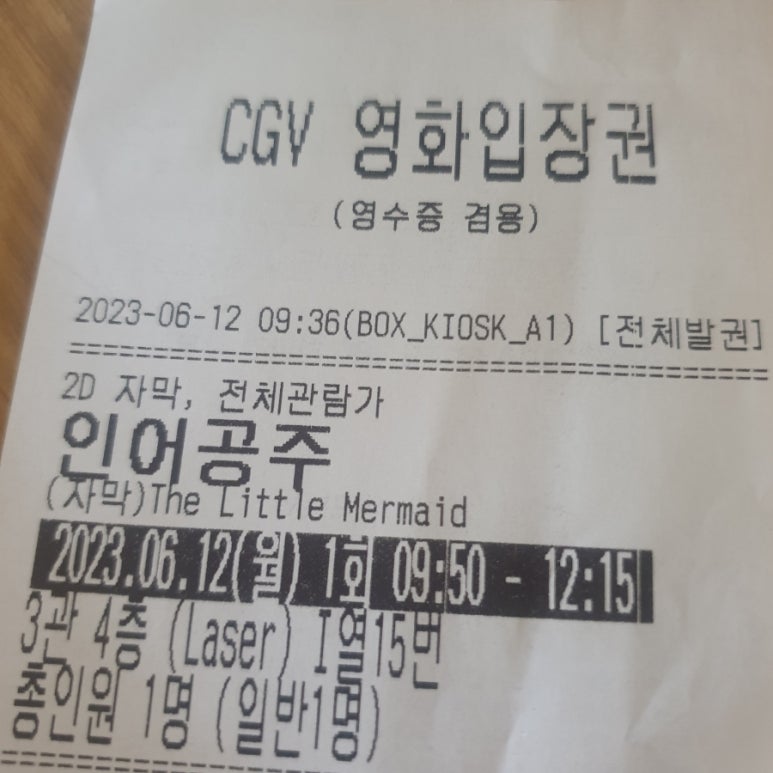 CGV 영화입장권
(영수증 겸용)
2023-06-12 09:36(BOX_KIOSK_A1) [전체발권]
==================================================
2D 자막, 전체관람가
인어공주
(자막)The Little Mermaid
2023.06.12(월) 1회 09:50 - 12:15
3관 4층 (Laser) I열15번
총인원 1명 (일반1명)
==================================================